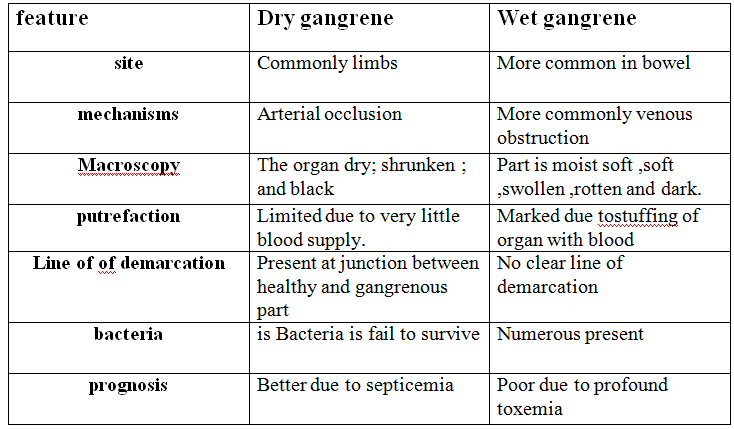 feature Dry gangrene Wet gangrene
site Commonly limbs More common in bowel
mechanisms Arterial occlusion More commonly venous
obstruction
Macroscopy The organ dry; shrunken ; Part is moist soft ,soft
and black ,swollen ,rotten and dark.
putrefaction Limited due to very little Marked due tostuffing of
blood supply. organ with blood
Line of of demarcation Present at junction between No clear line of
healthy and gangrenous demarcation
part
bacteria is Bacteria is fail to survive Numerous present
prognosis Better due to septicemia Poor due to profound
toxemia